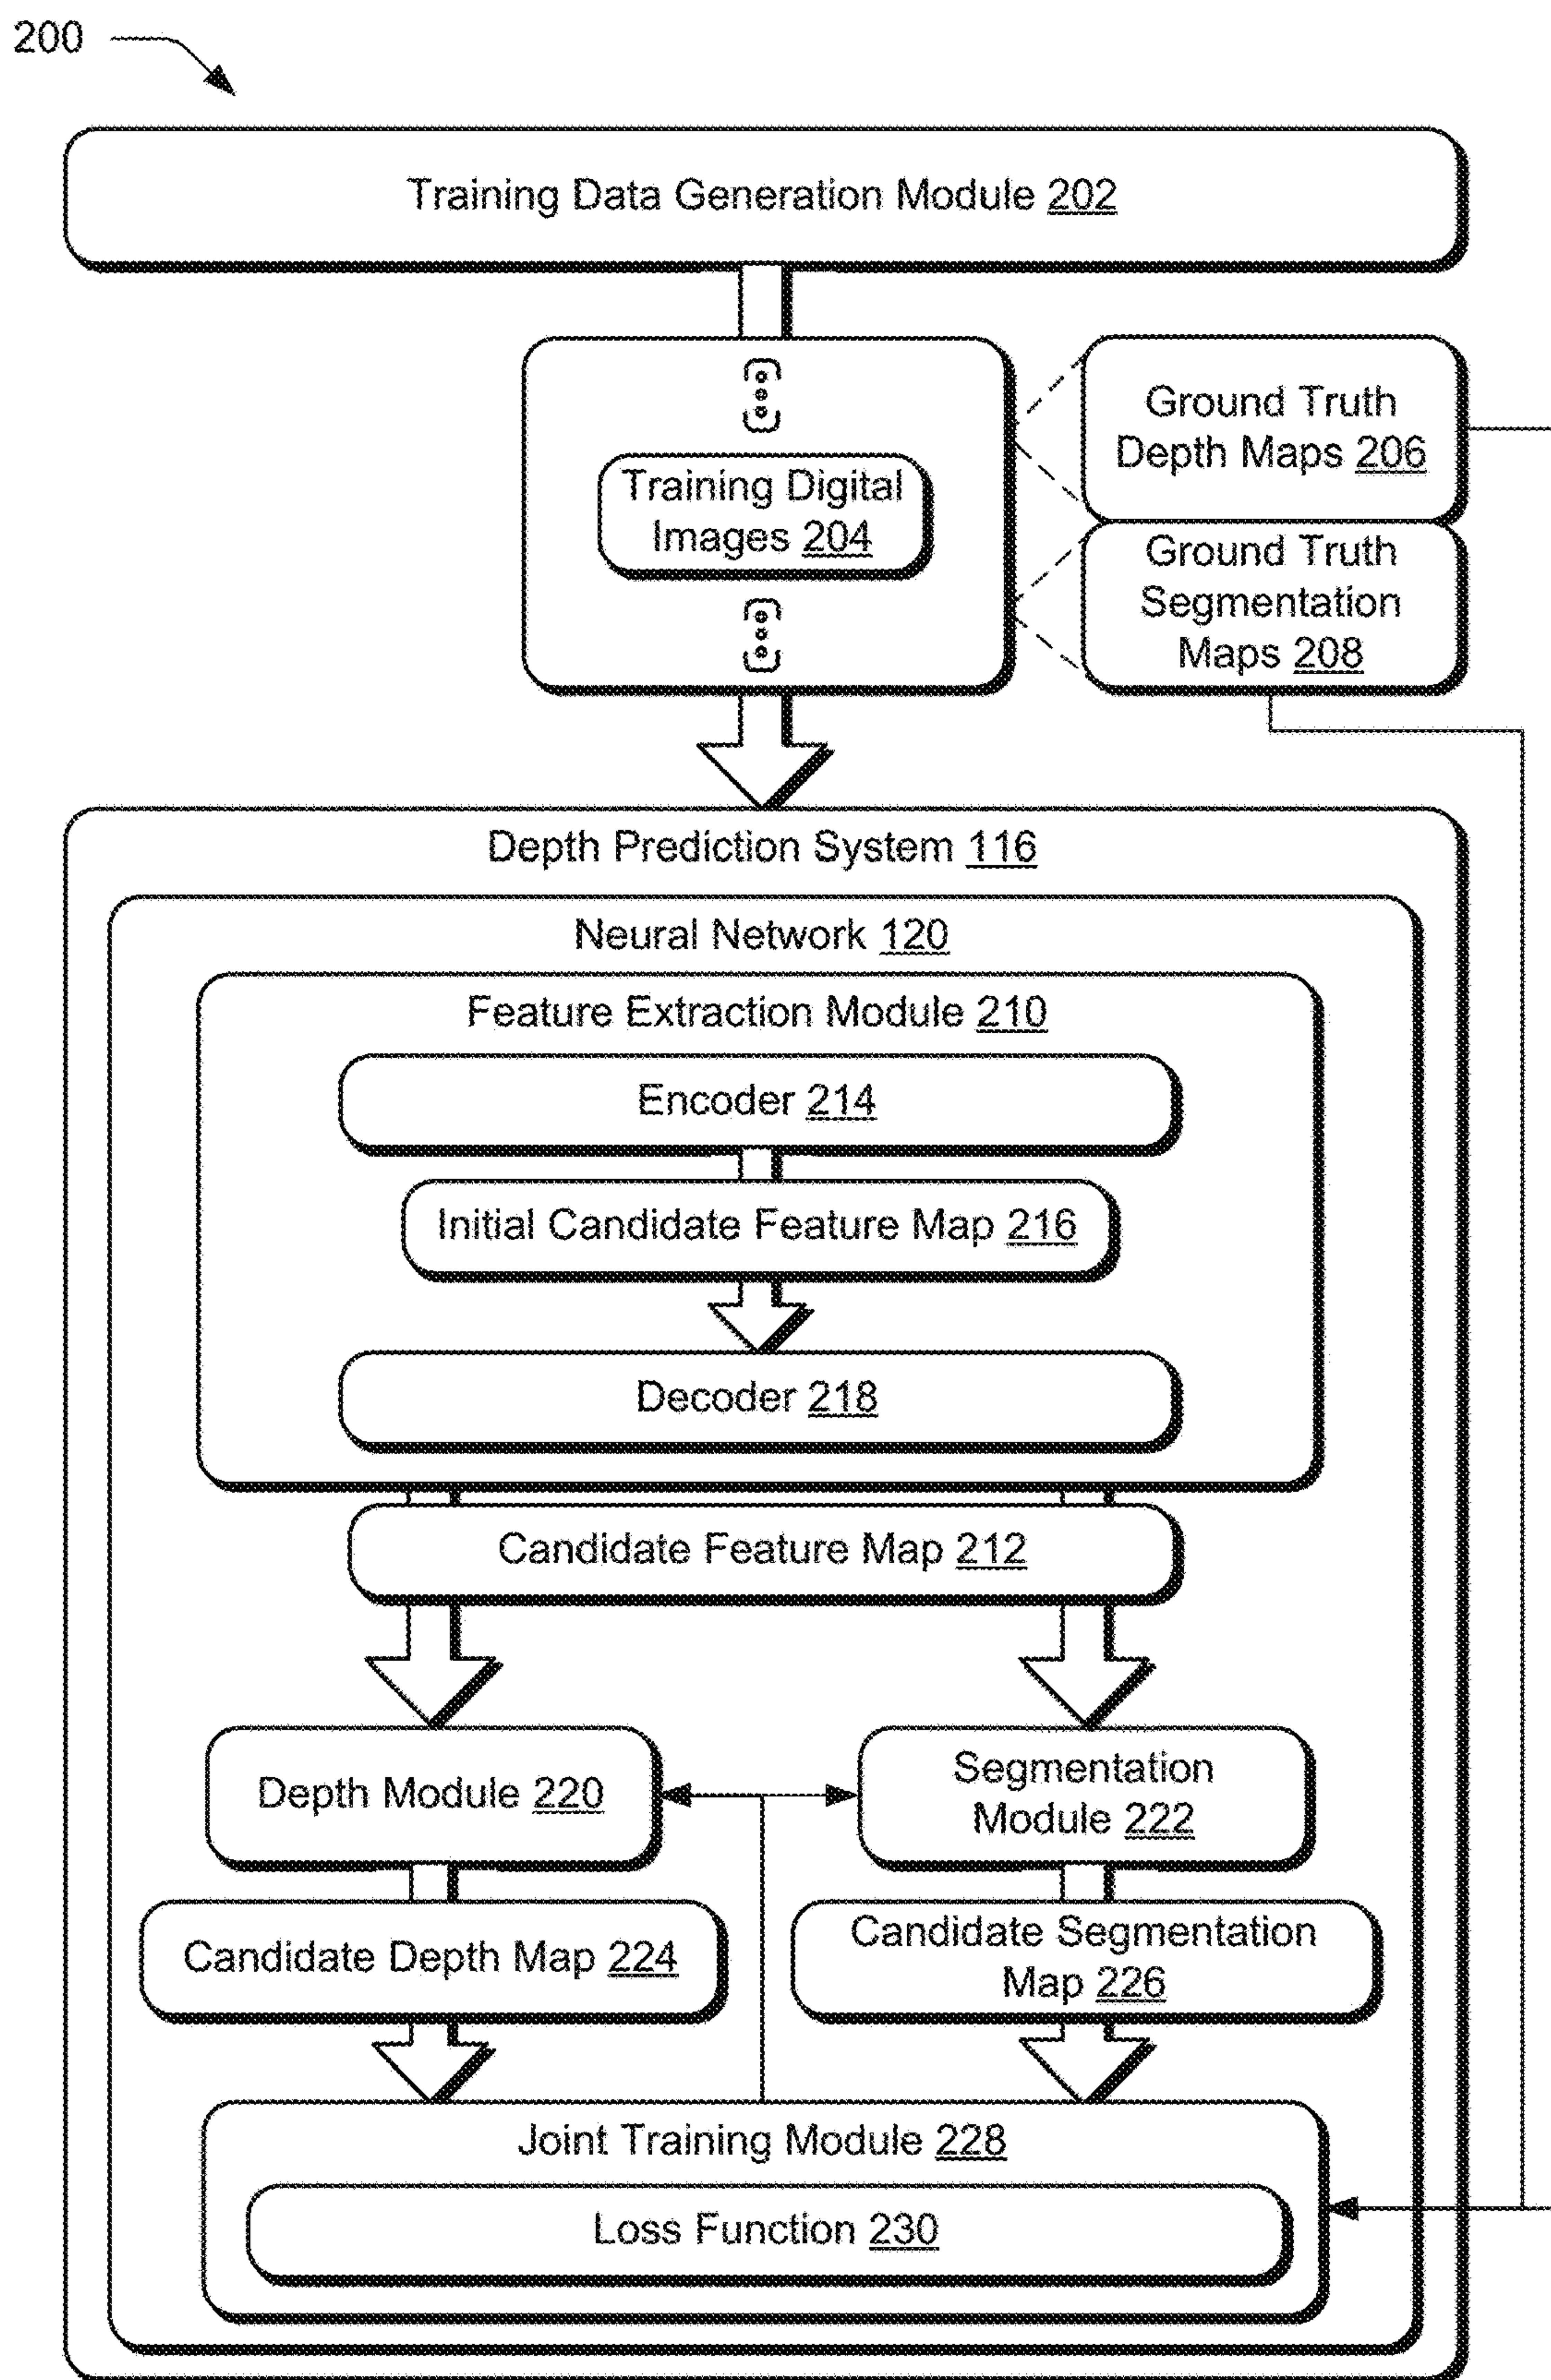 200
Training Data Generation Module 202
Training Digital
Images 204
Ground Truth
Depth Maps 206
Ground Truth
Segmentation
Maps 208
Depth Prediction System 116
Neural Network 120
Feature Extraction Module 210
Encoder 214
Initial Candidate Feature Map 216
Decoder 218
Candidate Feature Map 212
Depth Module 220
Segmentation
Module 222
Candidate Depth Map 224
Candidate Segmentation
Map 226
Joint Training Module 228
Loss Function 230